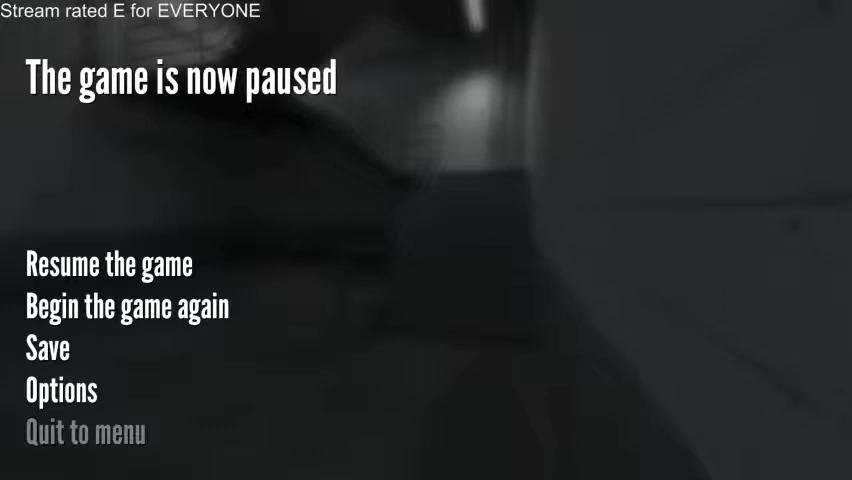 Stream rated E for EVERYONE
The game is now paused
Resume the game
Begin the game again
Save
Options
Quit to menu